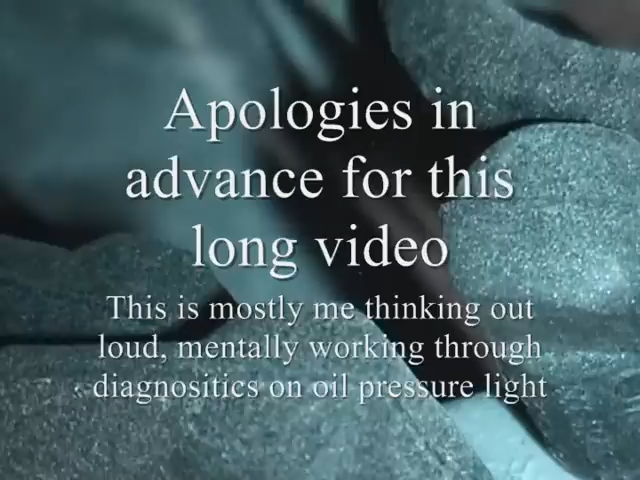 Apologies in
advance for this
long video
This is mostly me thinking out
loud, mentally working through
diagnositics on oil pressure light